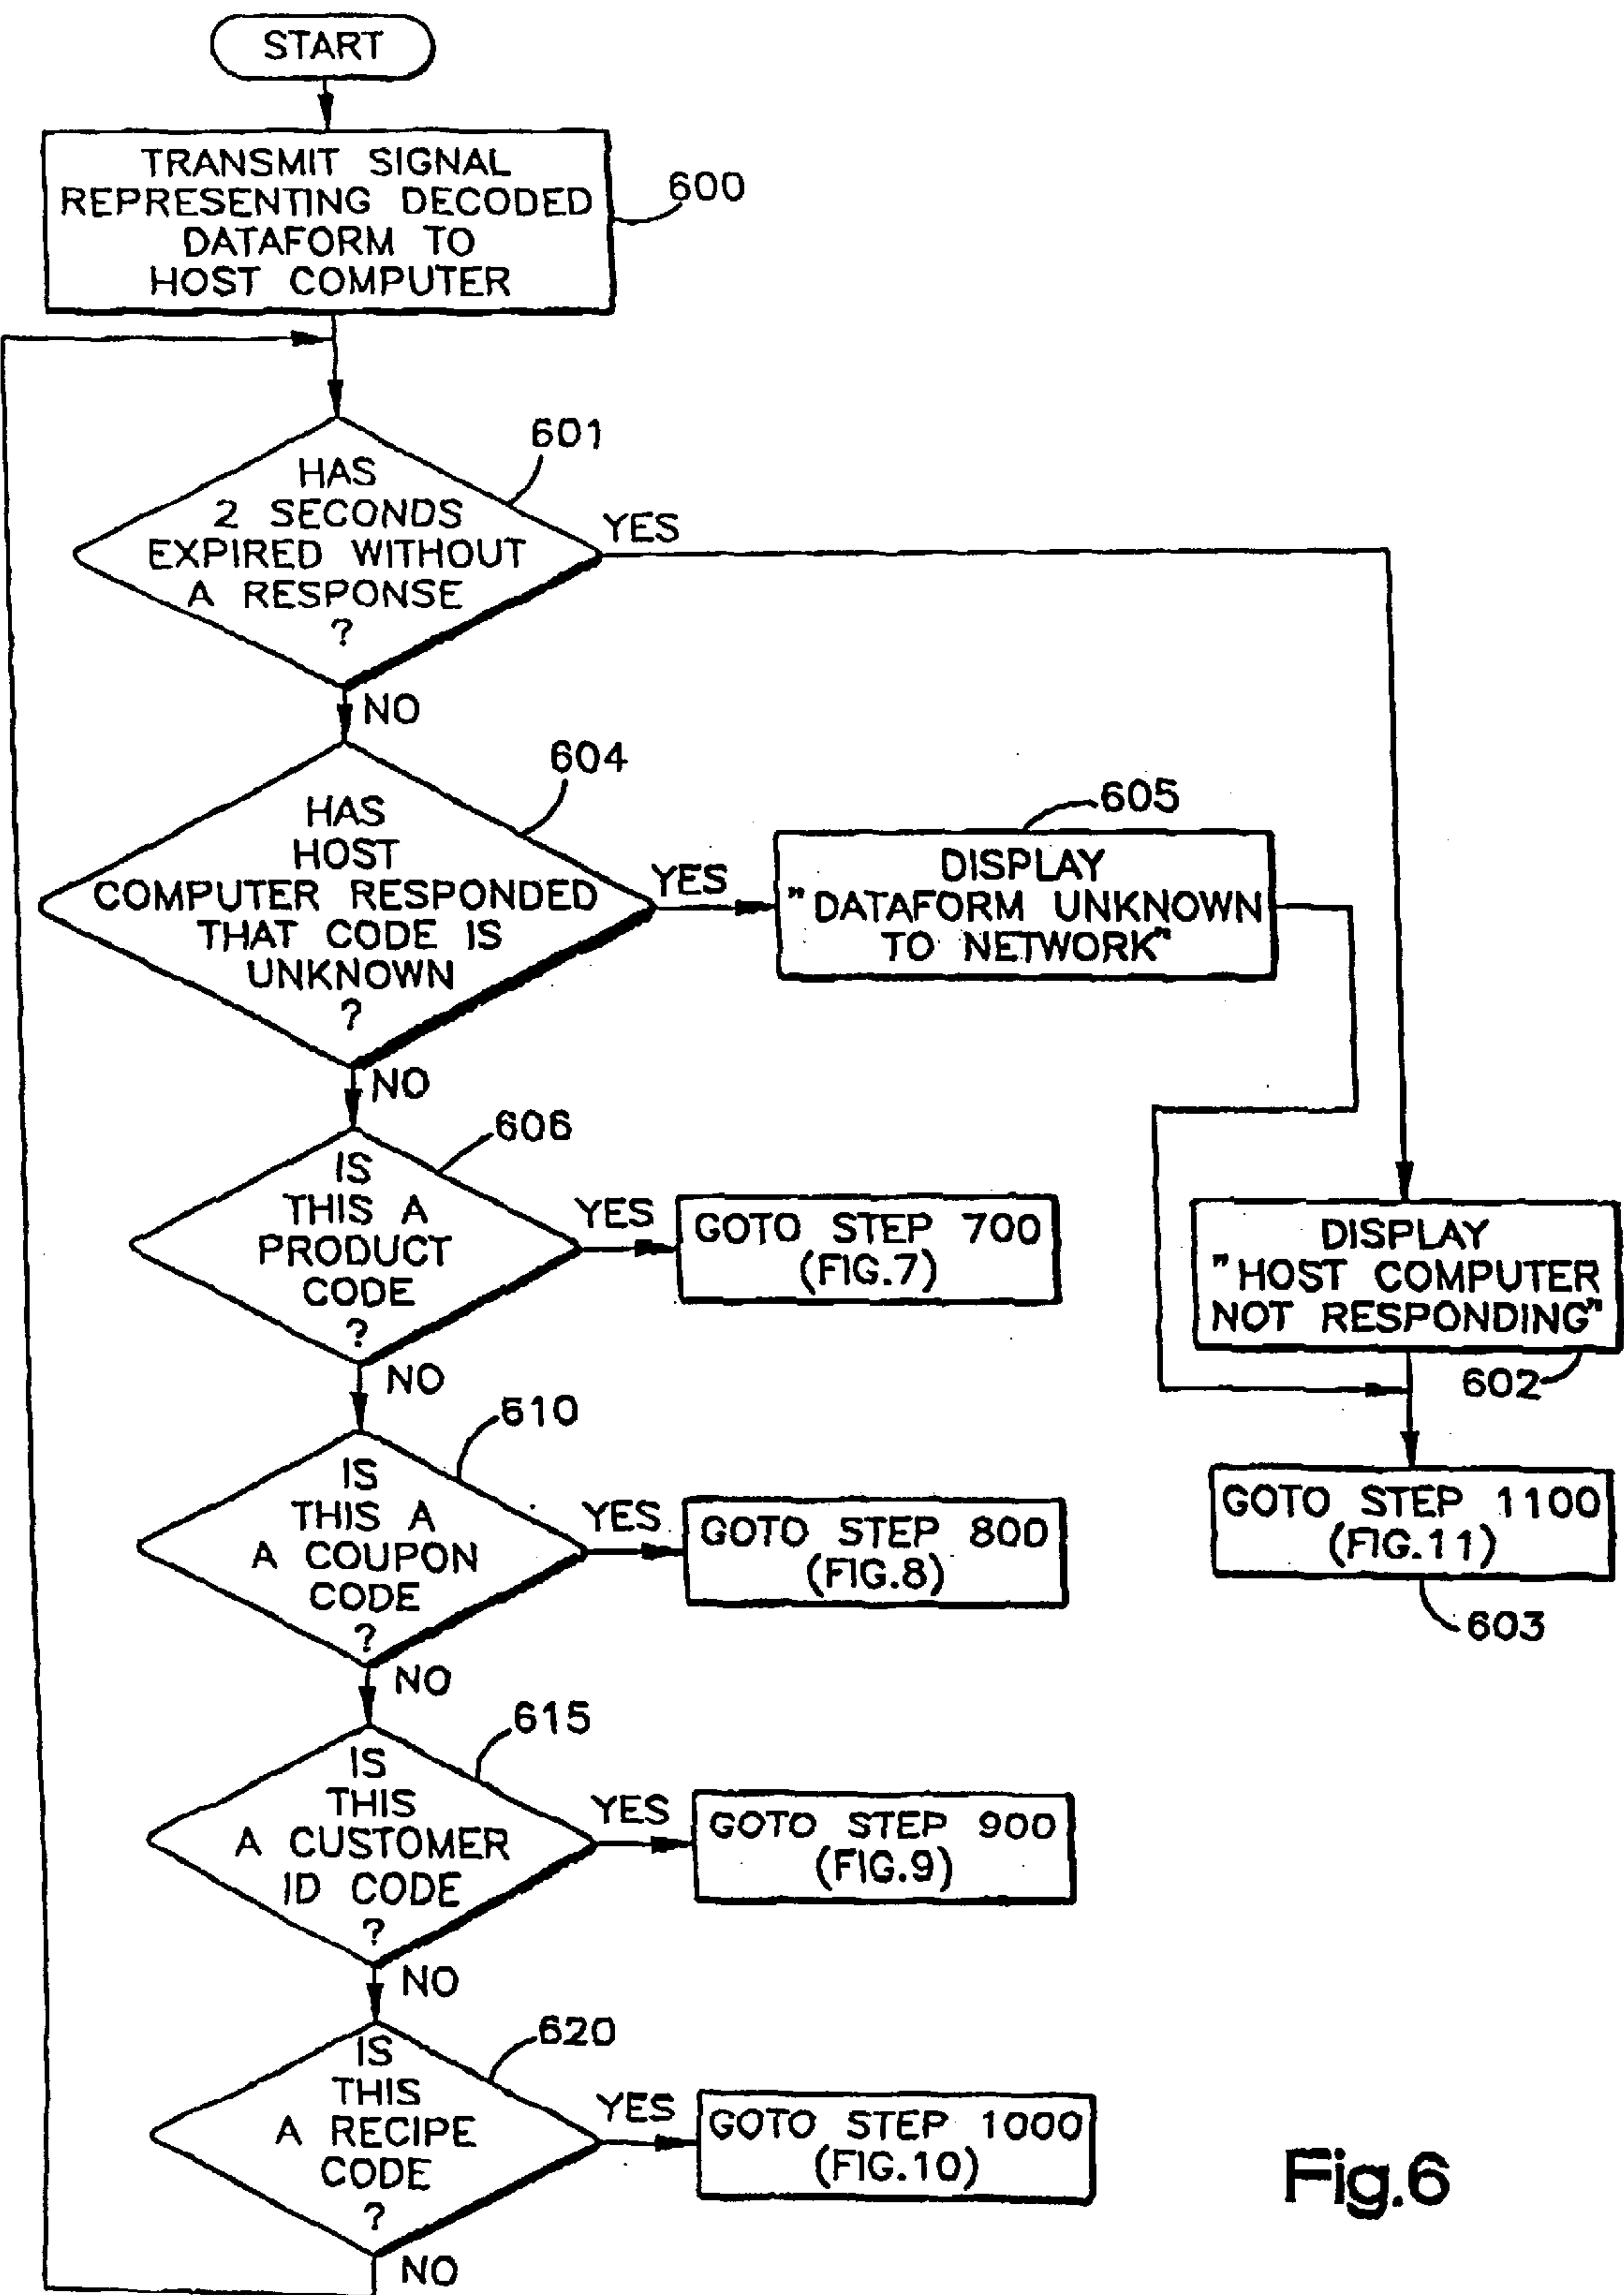 START
TRANSMIT SIGNAL
REPRESENTING DECODED
DATAFORM TO
HOST COMPUTER
600
HAS
2 SECONDS
EXPIRED WITHOUT
A RESPONSE
?
601
YES
NO
HAS
HOST
COMPUTER RESPONDED
THAT CODE IS
UNKNOWN
?
604
YES
DISPLAY
"DATAFORM UNKNOWN
TO NETWORK"
605
NO
IS
THIS A
PRODUCT
CODE
?
606
YES
GOTO STEP 700
(FIG.7)
DISPLAY
"HOST COMPUTER
NOT RESPONDING"
602
NO
IS
THIS A
A COUPON
CODE
?
610
YES
GOTO STEP 800
(FIG.8)
GOTO STEP 1100
(FIG.11)
603
NO
IS
THIS
A CUSTOMER
ID CODE
?
615
YES
GOTO STEP 900
(FIG.9)
NO
IS
THIS
A RECIPE
CODE
?
620
YES
GOTO STEP 1000
(FIG.10)
NO
Fig.6